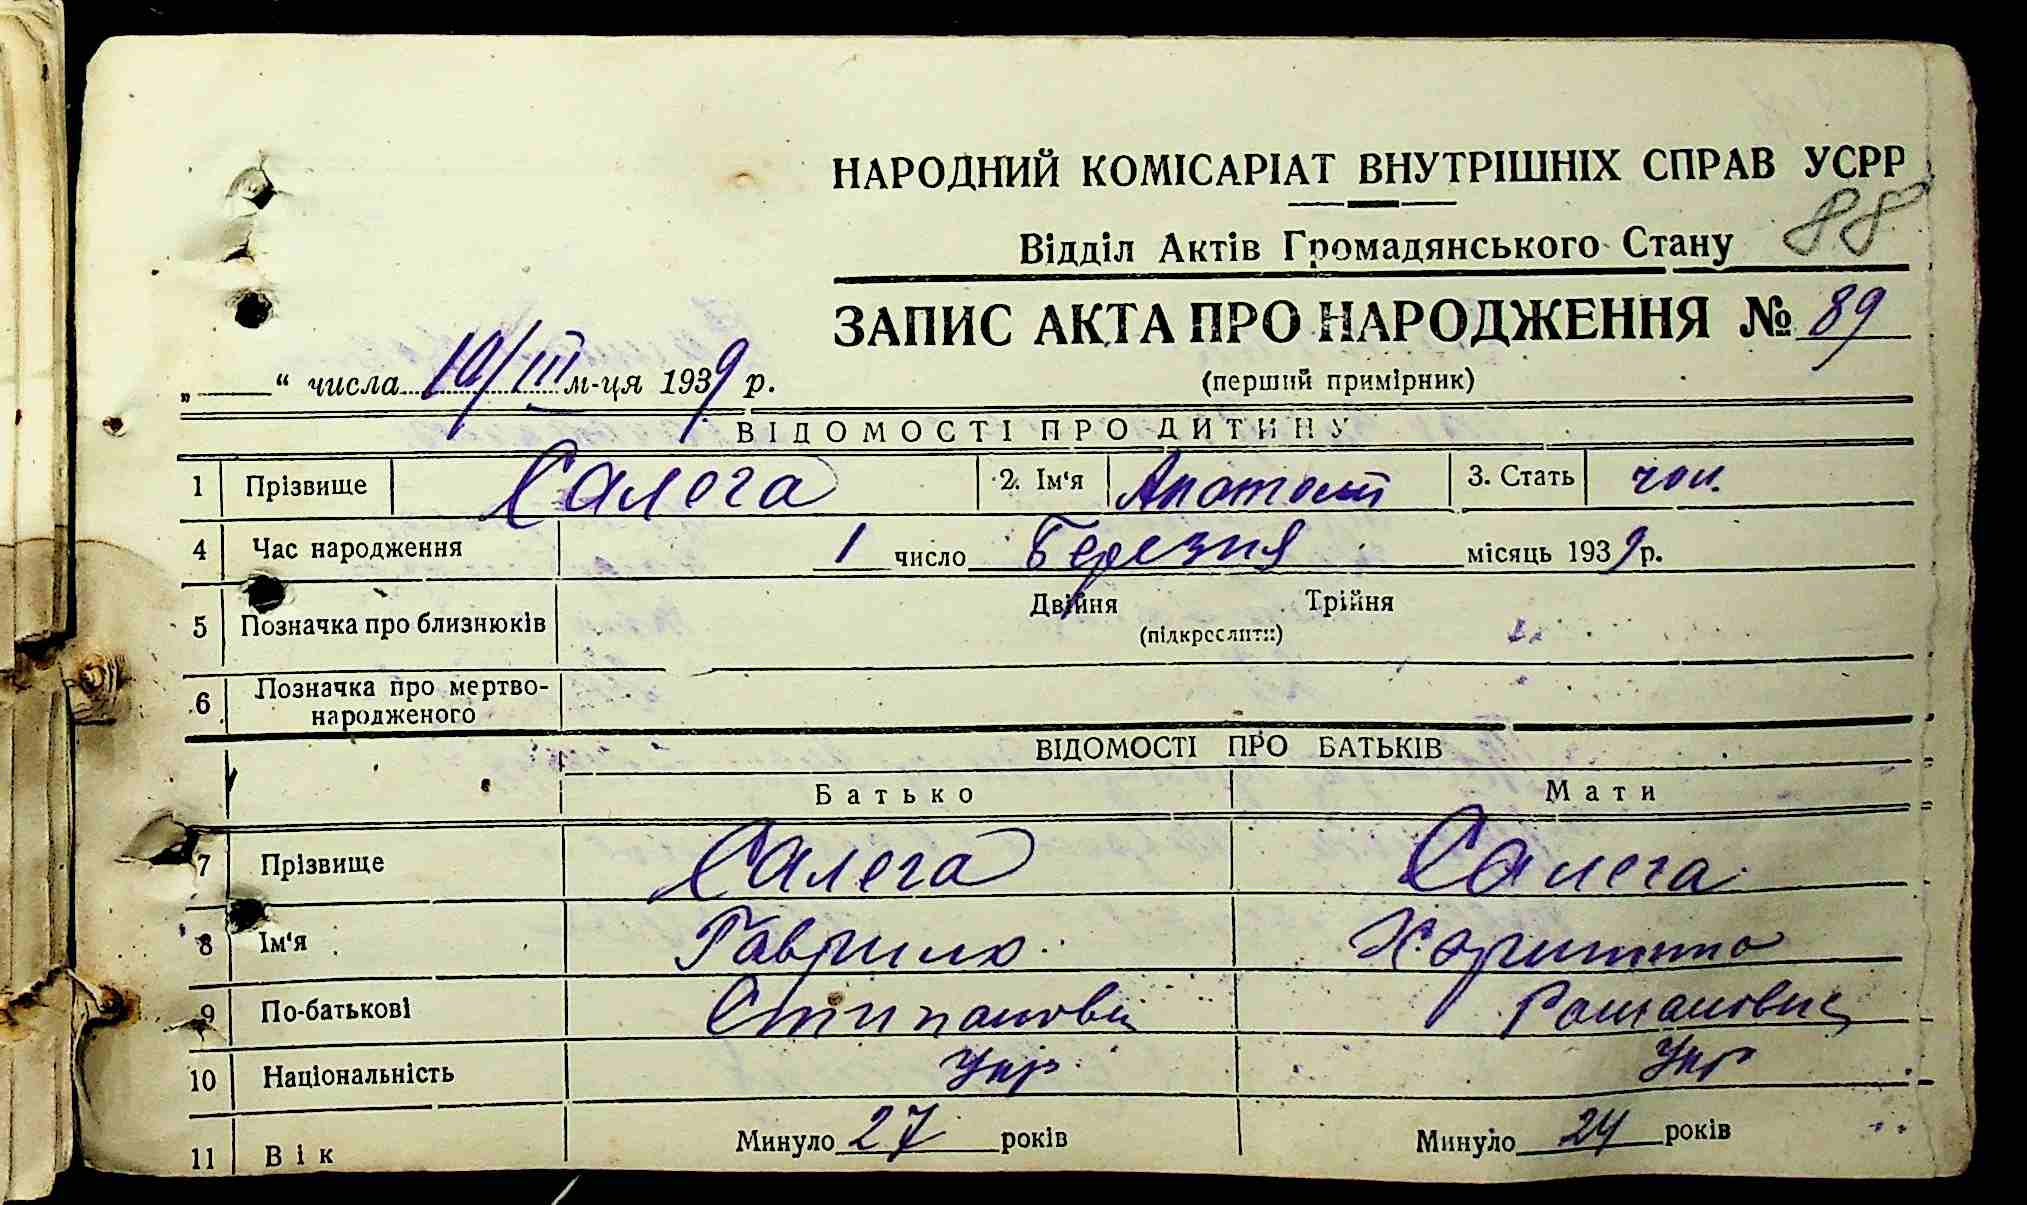 НАРОДНИЙ КОМІСАРІАТ ВНУТРІШНІХ СПРАВ УСРР
88
Відділ Актів Громадянського Стану
ЗАПИС АКТА ПРО НАРОДЖЕННЯ № 89
„ “ числа 10/III м-ця 1939 р.
(перший примірник)
ВІДОМОСТІ ПРО ДИТИНУ
1 Прізвище Салега 2. Ім‘я Анатолій 3. Стать чол.
4 Час народження 1 число Березня місяць 1939 р.
5 Позначка про близнюків Двійня Трійня
(підкреслити)
6 Позначка про мертво-
народженого
ВІДОМОСТІ ПРО БАТЬКІВ
Батько Мати
7 Прізвище Салега Салега
8 Ім‘я Гаврило Харитина
9 По-батькові Романовна
10 Національність Укр. Укр
11 Вік Минуло 27 років Минуло 24 років